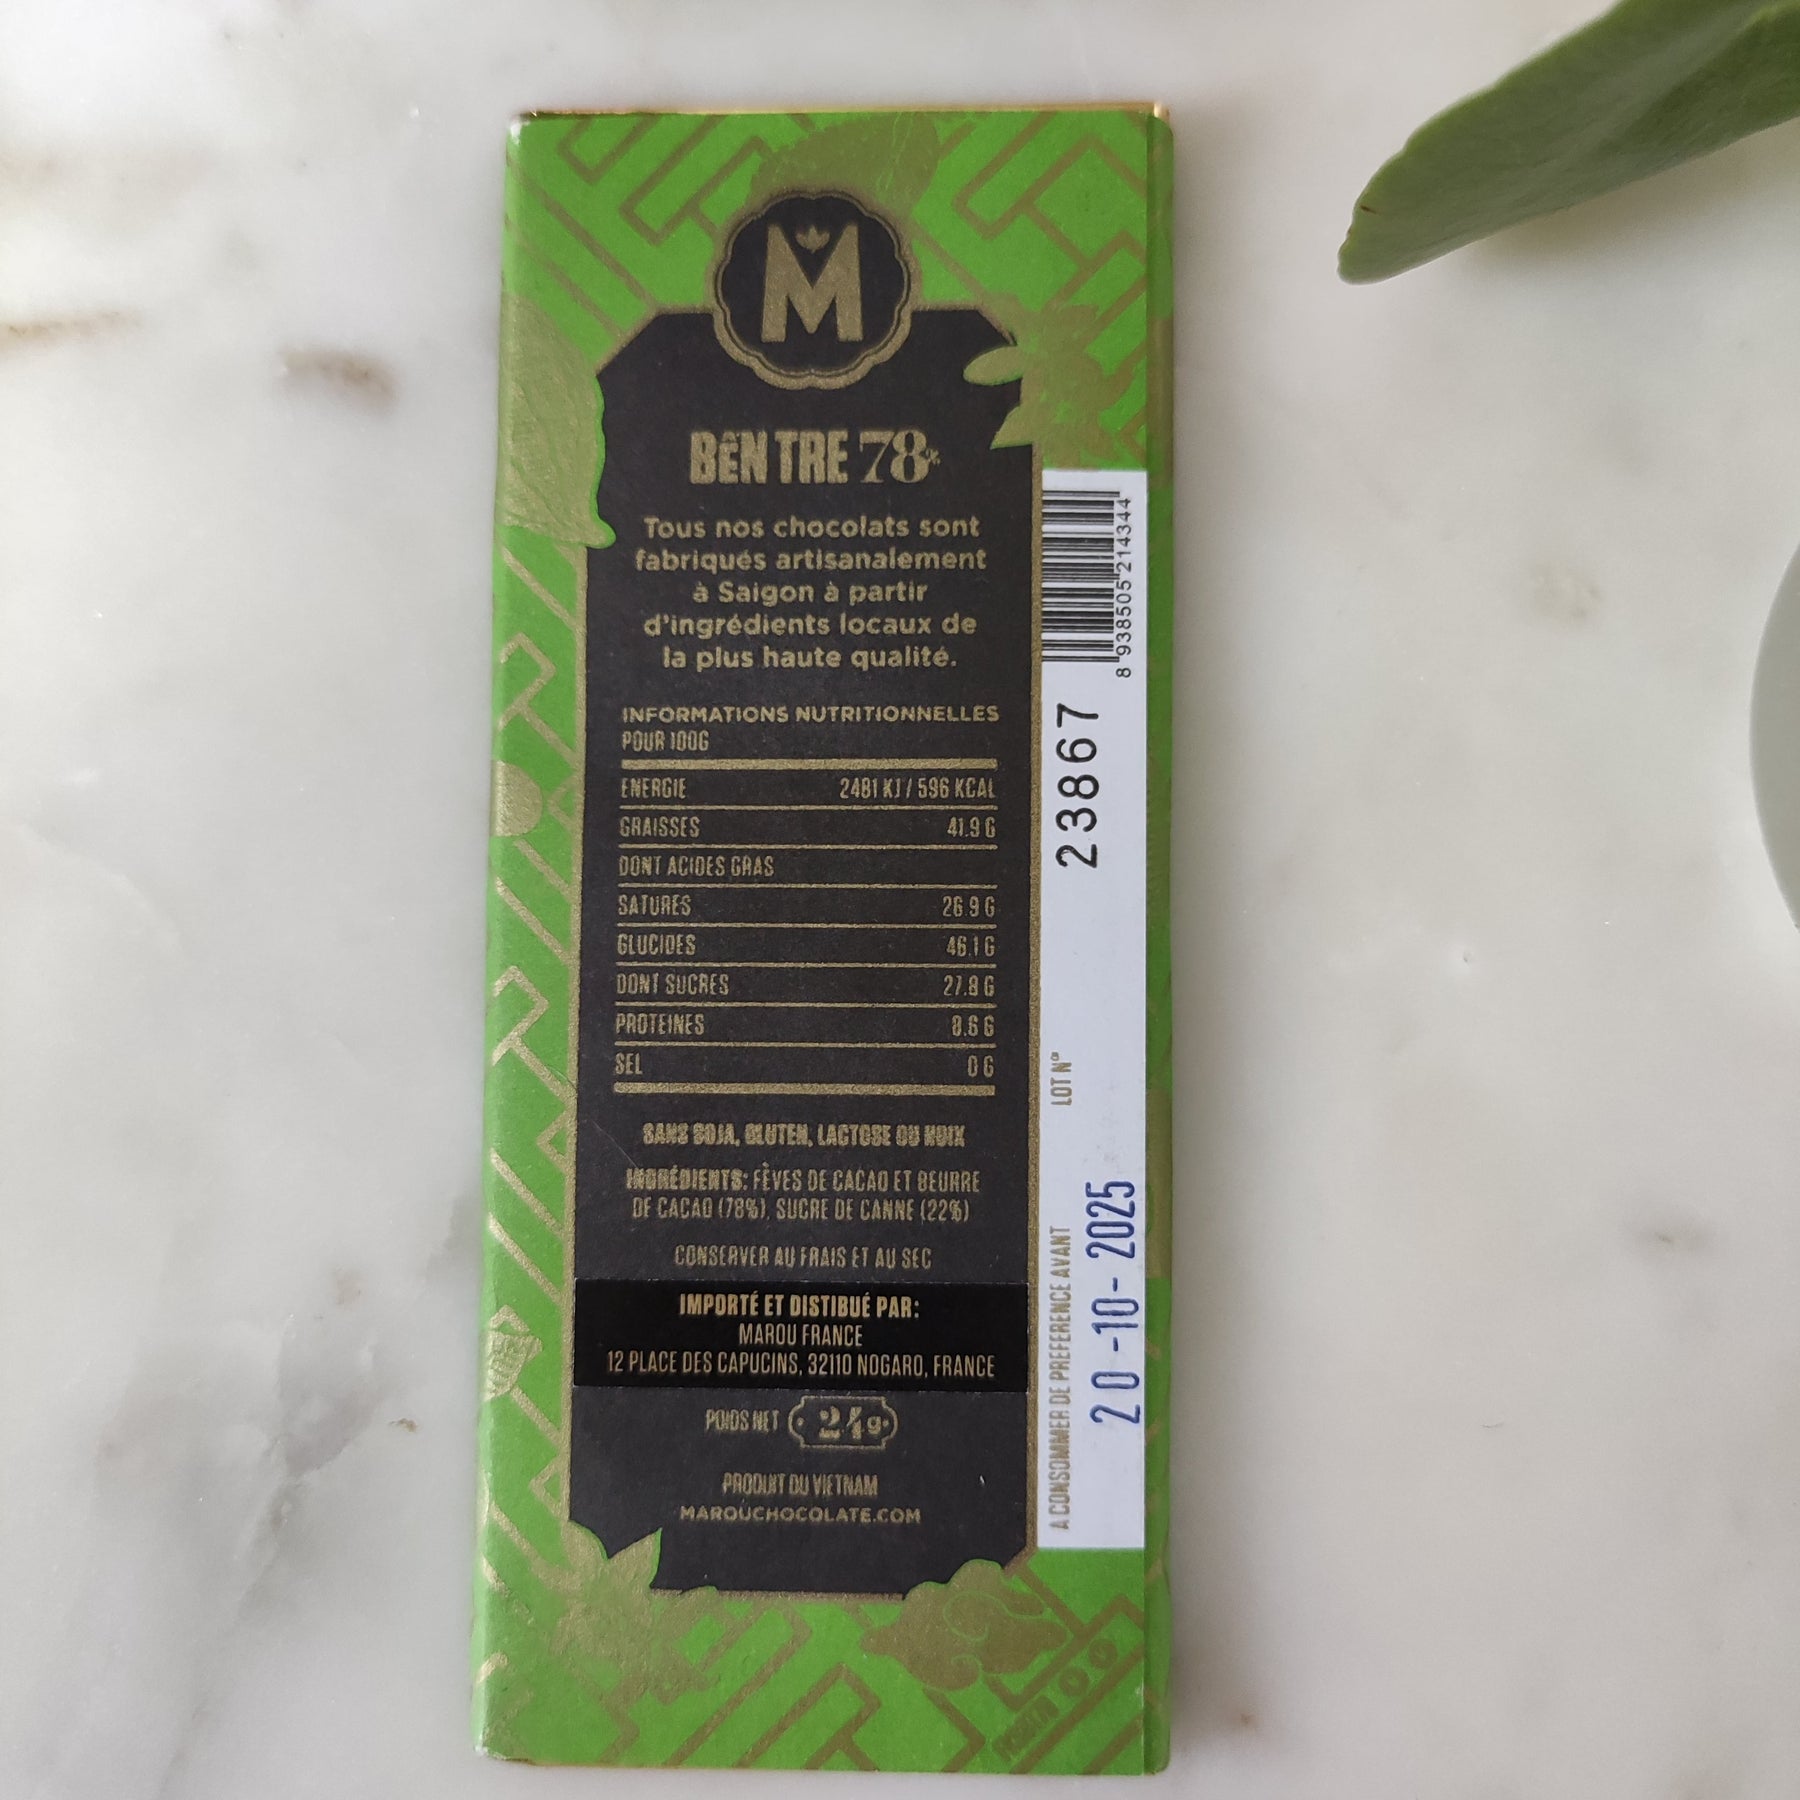 M
BẾN TRE 78%
Tous nos chocolats sont
fabriqués artisanalement
à Saigon à partir
d'ingrédients locaux de
la plus haute qualité.
INFORMATIONS NUTRITIONNELLES
POUR 100G
ENERGIE 2481 KJ / 596 KCAL
GRAISSES 41.9 G
DONT ACIDES GRAS
SATURES 26.9 G
GLUCIDES 46.1 G
DONT SUCRES 27.8 G
PROTEINES 8.6 G
SEL 0 G
SANS SOJA, GLUTEN, LACTOSE OU NOIX
INGRÉDIENTS: FÈVES DE CACAO ET BEURRE
DE CACAO (78%), SUCRE DE CANNE (22%)
CONSERVER AU FRAIS ET AU SEC
IMPORTÉ ET DISTIBUÉ PAR:
MAROU FRANCE
12 PLACE DES CAPUCINS, 32110 NOGARO, FRANCE
POIDS NET 24g
PRODUIT DU VIETNAM
MAROUCHOCOLATE.COM
8 938505 214344
23867
LOT N°
A CONSOMMER DE PREFERENCE AVANT
20-10-2025